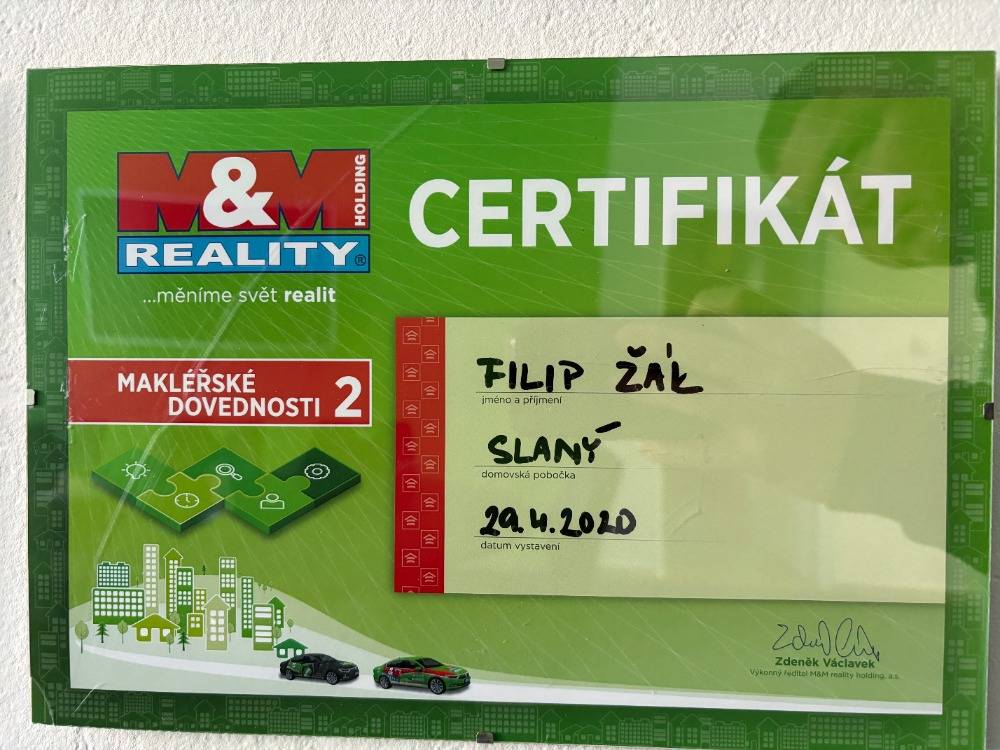 M&M HOLDING
REALITY®
...měníme svět realit
CERTIFIKÁT
MAKLÉŘSKÉ
DOVEDNOSTI 2
FILIP ŽÁK
jméno a příjmení
SLANÝ
domovská pobočka
29.4.2020
datum vystavení
Zdeněk Václavek
Výkonný ředitel M&M reality holding, a.s.